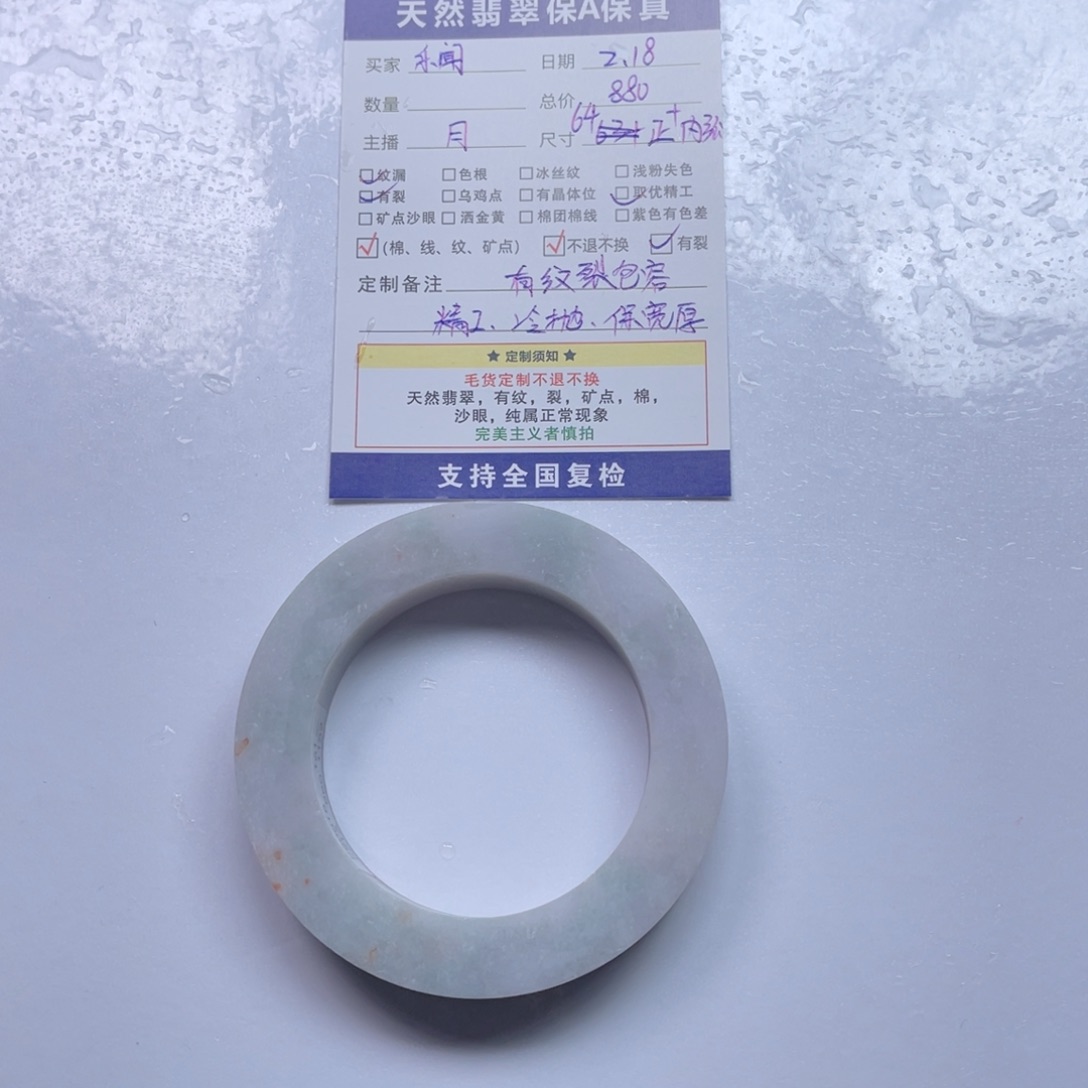 天然翡翠保A保真
买家 乐闻 日期 2.18
数量 总价 880
主播 月 尺寸 64 正+内
纹漏 色根 冰丝纹 浅粉失色
有裂 乌鸡点 有晶体位 取优精工
矿点沙眼 洒金黄 棉团棉线 紫色有色差
(棉、线、纹、矿点) 不退不换 有裂
定制备注 有纹裂包容
精工、冷抛、保宽厚
★ 定制须知 ★
毛货定制不退不换
天然翡翠，有纹，裂，矿点，棉，
沙眼，纯属正常现象
完美主义者慎拍
支持全国复检